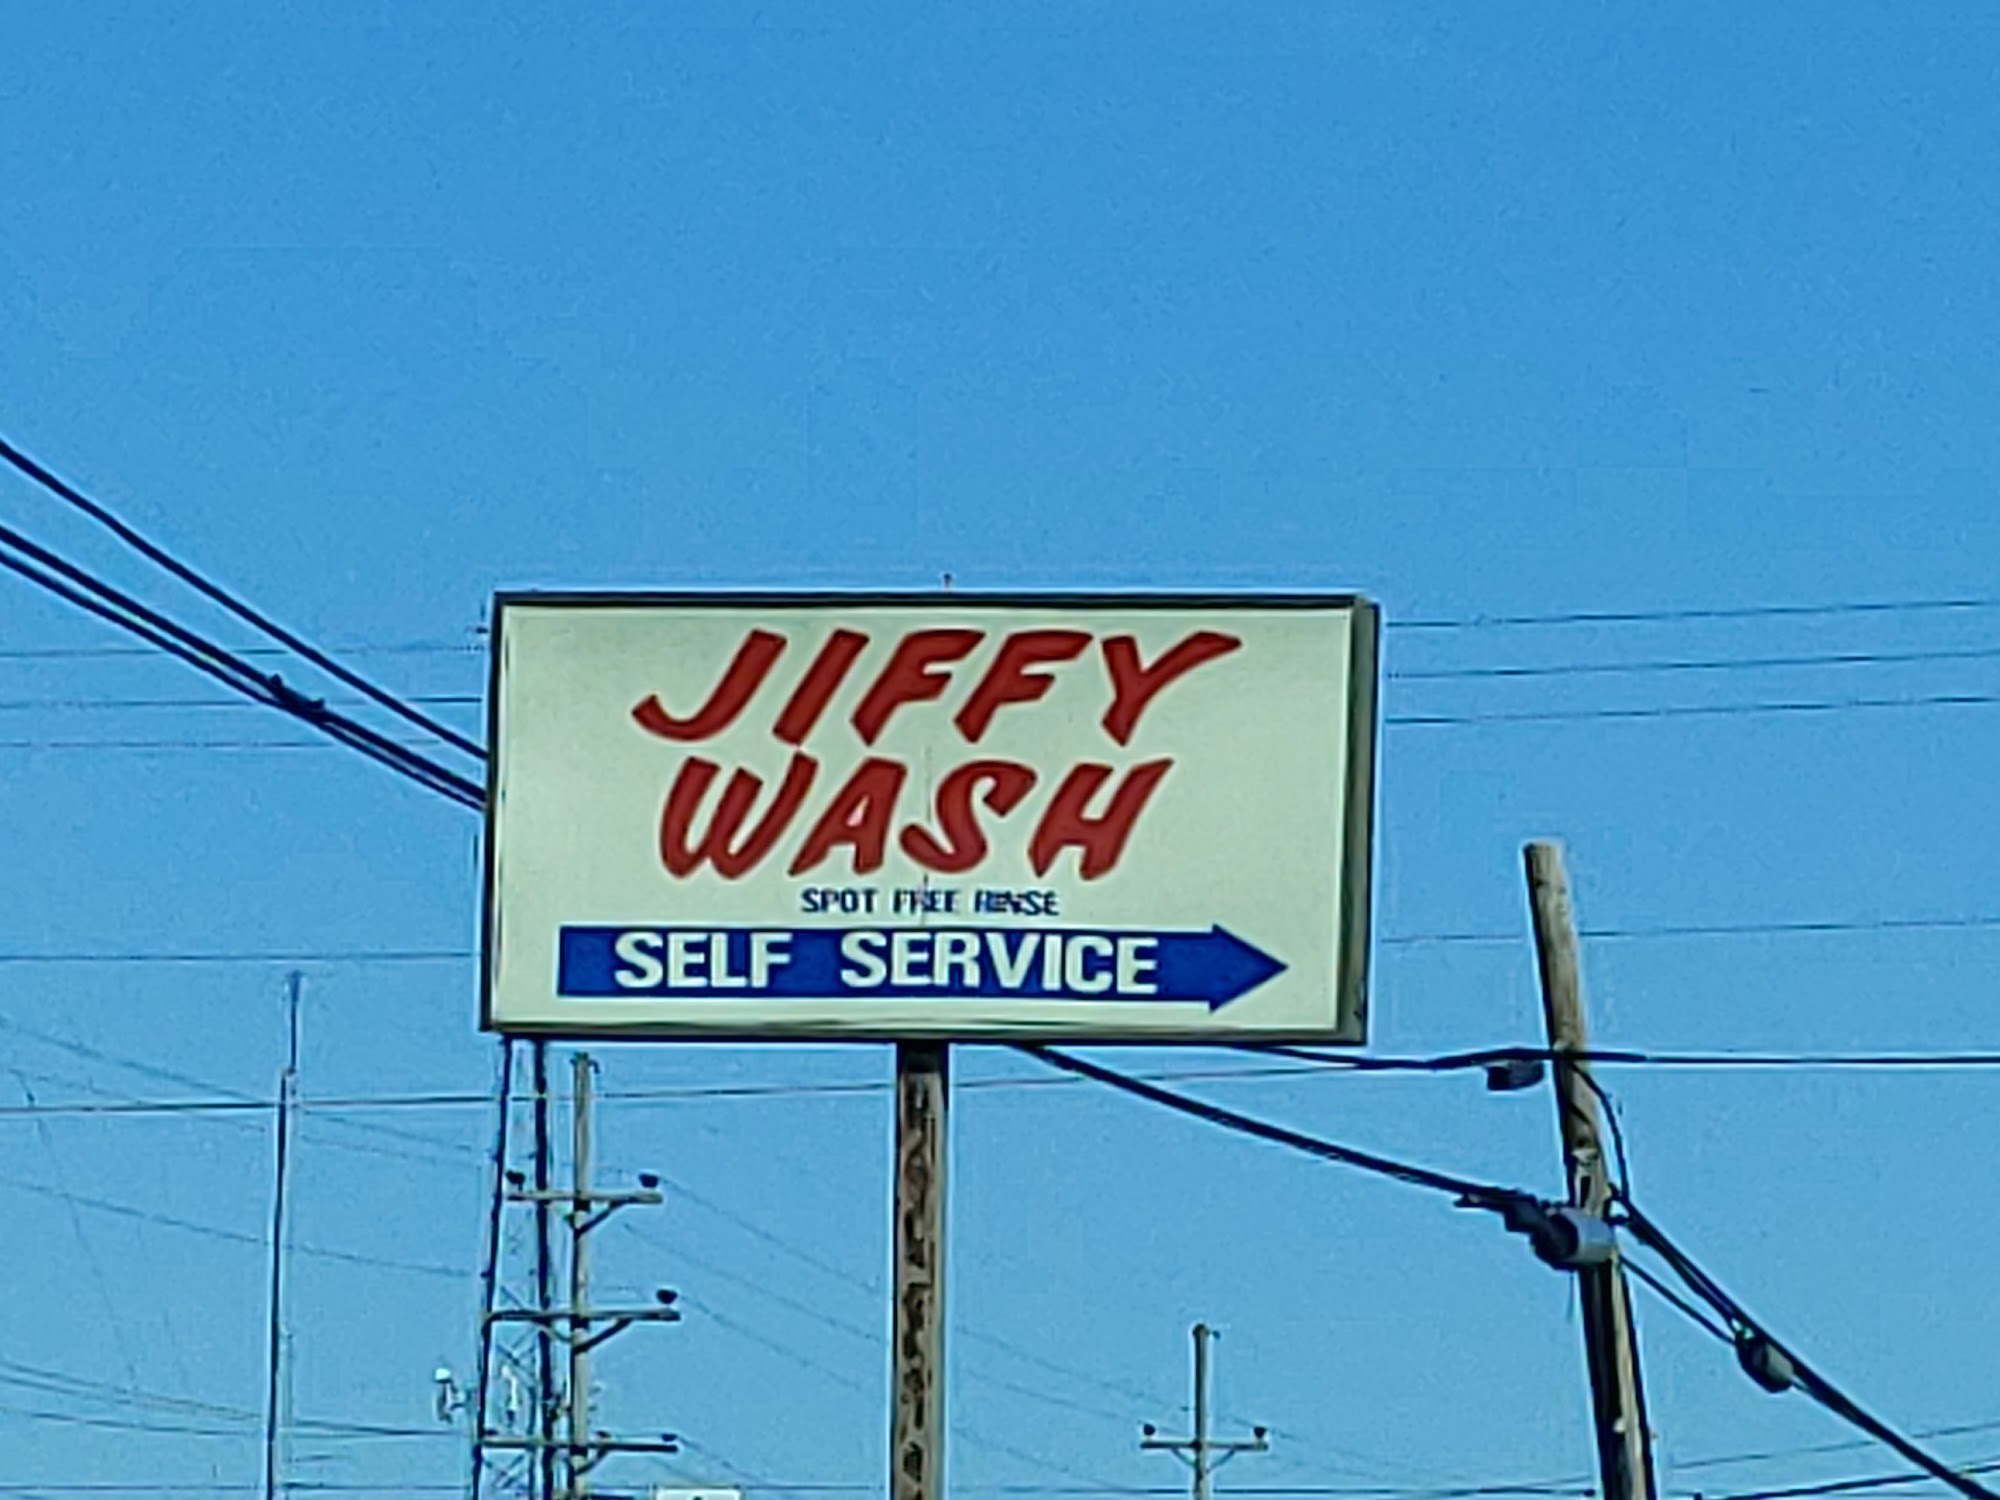 JIFFY
WASH
SPOT FREE RINSE
SELF SERVICE